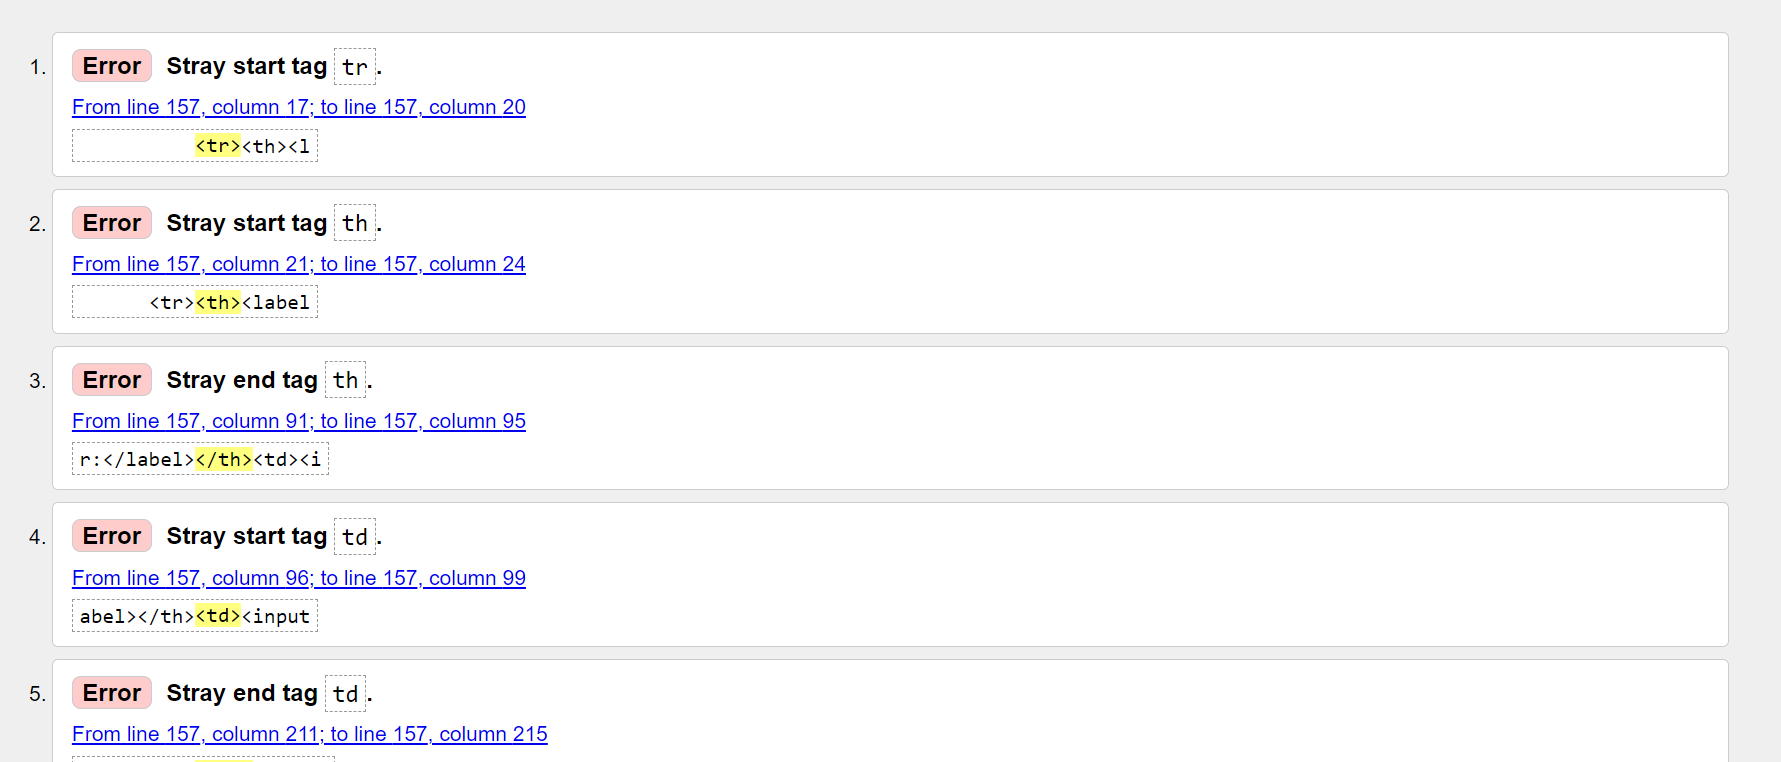 1. Error Stray start tag tr.
From line 157, column 17; to line 157, column 20
<tr><th><l
2. Error Stray start tag th.
From line 157, column 21; to line 157, column 24
<tr><th><label
3. Error Stray end tag th.
From line 157, column 91; to line 157, column 95
r:</label></th><td><i
4. Error Stray start tag td.
From line 157, column 96; to line 157, column 99
abel></th><td><input
5. Error Stray end tag td.
From line 157, column 211; to line 157, column 215